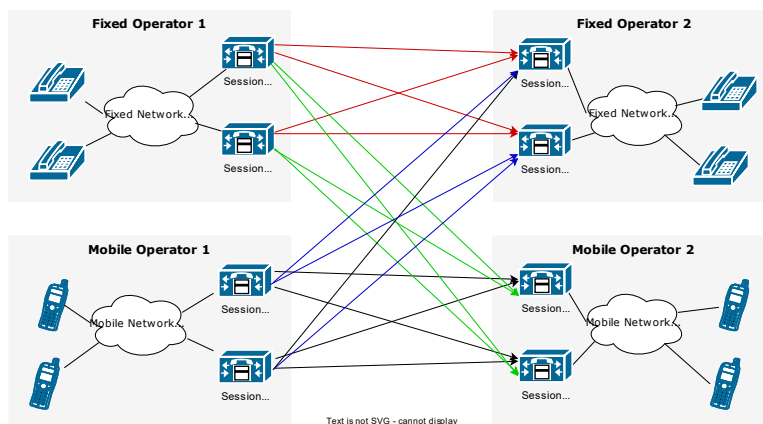 Fixed Operator 1
Fixed Operator 2
Session...
Session...
Fixed Network...
Fixed Network...
Session...
Session...
Mobile Operator 1
Mobile Operator 2
Session...
Session...
Mobile Network...
Mobile Network...
Session...
Session...
Text is not SVG - cannot display